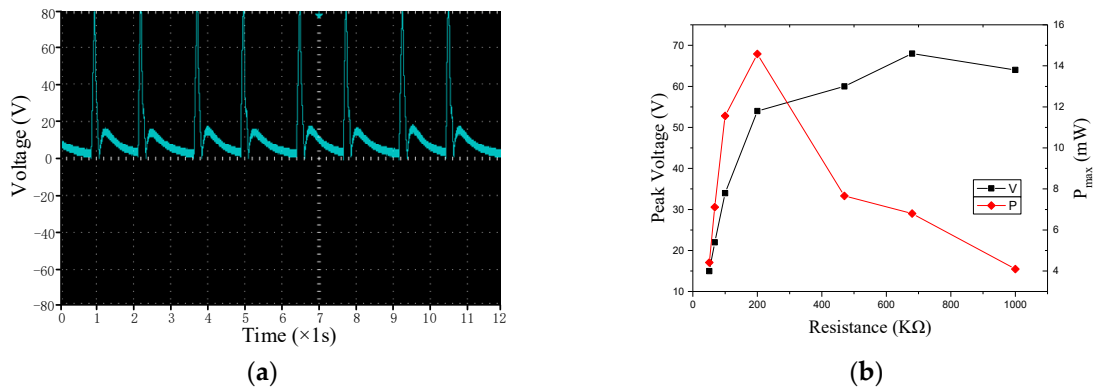 80
60
40
20
0
−20
−40
−60
−80
Voltage (V)
0 1 2 3 4 5 6 7 8 9 10 11 12
Time (×1s)
(a)
70
60
50
40
30
20
10
Peak Voltage (V)
16
14
12
10
8
6
4
P_max (mW)
V
P
0 200 400 600 800 1000
Resistance (KΩ)
(b)